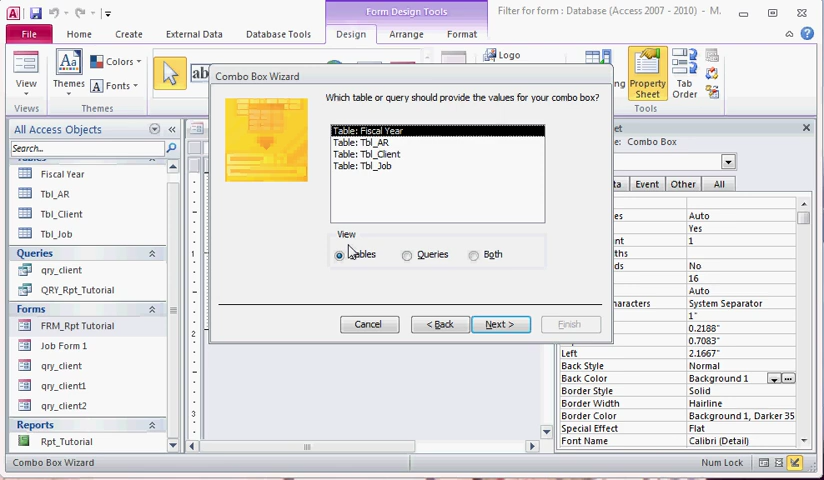 Form Design Tools
Filter for form : Database (Access 2007 - 2010) - M.
File
Home
Create
External Data
Database Tools
Design
Arrange
Format
View
Views
Aa
Themes
Colors
Fonts
Themes
ab
Logo
Property
Sheet
Tab
Order
Tools
Combo Box Wizard
Which table or query should provide the values for your combo box?
Table: Fiscal Year
Table: Tbl_AR
Table: Tbl_Client
Table: Tbl_Job
View
Queries
Both
Cancel
< Back
Next >
Finish
All Access Objects
Search...
Fiscal Year
Tbl_AR
Tbl_Client
Tbl_Job
Queries
qry_client
QRY_Rpt_Tutorial
Forms
FRM_Rpt Tutorial
Job Form 1
qry_client
qry_client1
qry_client2
Reports
Rpt_Tutorial
1
2
3
Combo Box
Event
Other
All
Auto
Yes
1
No
16
Auto
System Separator
1"
0.2188"
0.7083"
Left 2.1667"
Back Style Normal
Back Color Background 1
Border Style Solid
Border Width Hairline
Border Color Background 1, Darker 35
Special Effect Flat
Font Name Calibri (Detail)
Combo Box Wizard
Num Lock